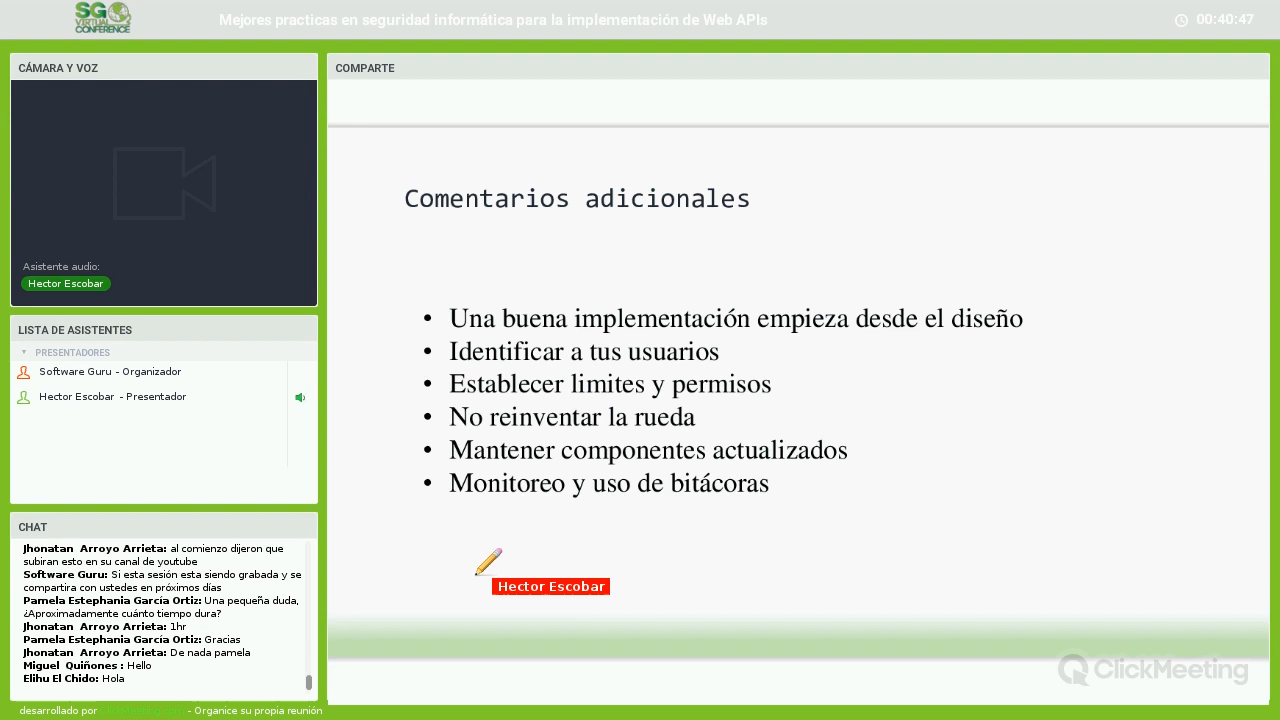 SG VIRTUAL CONFERENCE
Mejores practicas en seguridad informática para la implementación de Web APIs
00:40:47
CÁMARA Y VOZ
Asistente audio:
Hector Escobar
LISTA DE ASISTENTES
PRESENTADORES
Software Guru - Organizador
Hector Escobar - Presentador
CHAT
Jhonatan Arroyo Arrieta: al comienzo dijeron que
subiran esto en su canal de youtube
Software Guru: Si esta sesión esta siendo grabada y se
compartira con ustedes en próximos días
Pamela Estephania García Ortiz: Una pequeña duda,
¿Aproximadamente cuánto tiempo dura?
Jhonatan Arroyo Arrieta: 1hr
Pamela Estephania García Ortiz: Gracias
Jhonatan Arroyo Arrieta: De nada pamela
Miguel Quiñones : Hello
Elihu El Chido: Hola
desarrollado por - Organice su propia reunión
COMPARTE
Comentarios adicionales
• Una buena implementación empieza desde el diseño
• Identificar a tus usuarios
• Establecer limites y permisos
• No reinventar la rueda
• Mantener componentes actualizados
• Monitoreo y uso de bitácoras
Hector Escobar
ClickMeeting